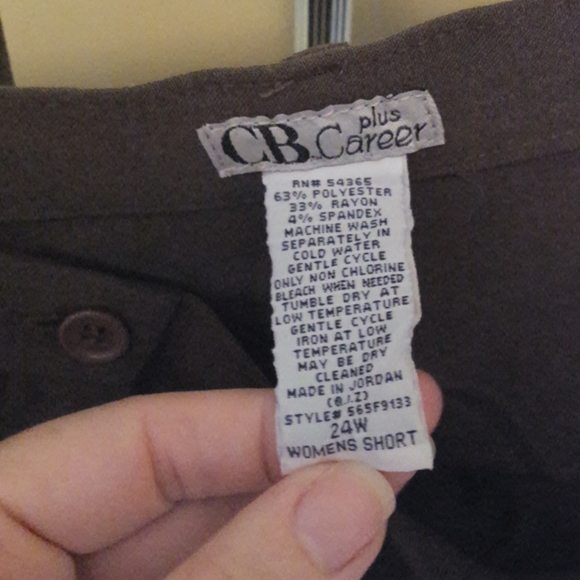 CB Career plus
RN# 54365
63% POLYESTER
33% RAYON
4% SPANDEX
MACHINE WASH
SEPARATELY IN
COLD WATER
GENTLE CYCLE
ONLY NON CHLORINE
BLEACH WHEN NEEDED
TUMBLE DRY AT
LOW TEMPERATURE
GENTLE CYCLE
IRON AT LOW
TEMPERATURE
MAY BE DRY
CLEANED
MADE IN JORDAN
(Q.I.Z)
STYLE# 565F9133
24W
WOMENS SHORT